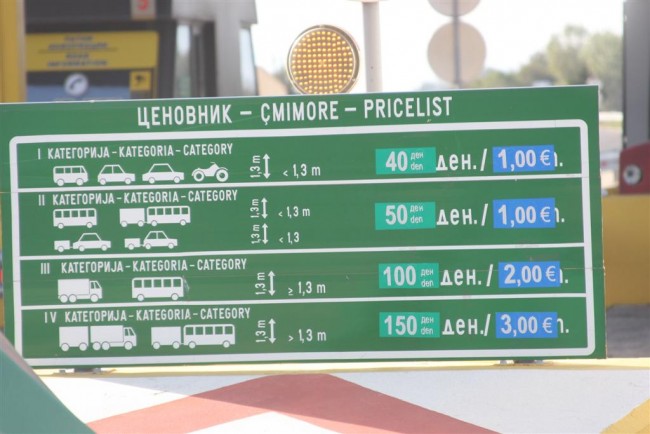 ЦЕНОВНИК – ÇMIMORE – PRICELIST
I КАТЕГОРИЈА-KATEGORIA-CATEGORY
1,3 m < 1,3 m 40 ден den ден./ 1,00 € n.
II КАТЕГОРИЈА-KATEGORIA-CATEGORY
1,3 m < 1,3 m 50 ден den ден./ 1,00 €
1,3 m < 1,3
III КАТЕГОРИЈА-KATEGORIA-CATEGORY
1,3 m ≥ 1,3 m 100 ден den ден./ 2,00 €
IV КАТЕГОРИЈА-KATEGORIA-CATEGORY
1,3 m > 1,3 m 150 ден den ден./ 3,00 € n.